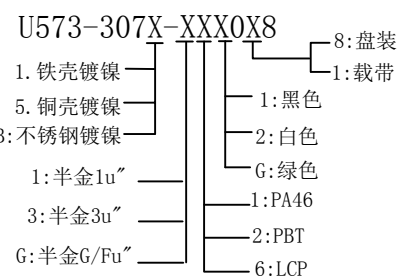 U573-307X-XXX0X8
8:盘装
1:载带
1.铁壳镀镍
5.铜壳镀镍
3:不锈钢镀镍
1:黑色
2:白色
G:绿色
1:半金1u"
3:半金3u"
G:半金G/Fu"
1:PA46
2:PBT
6:LCP